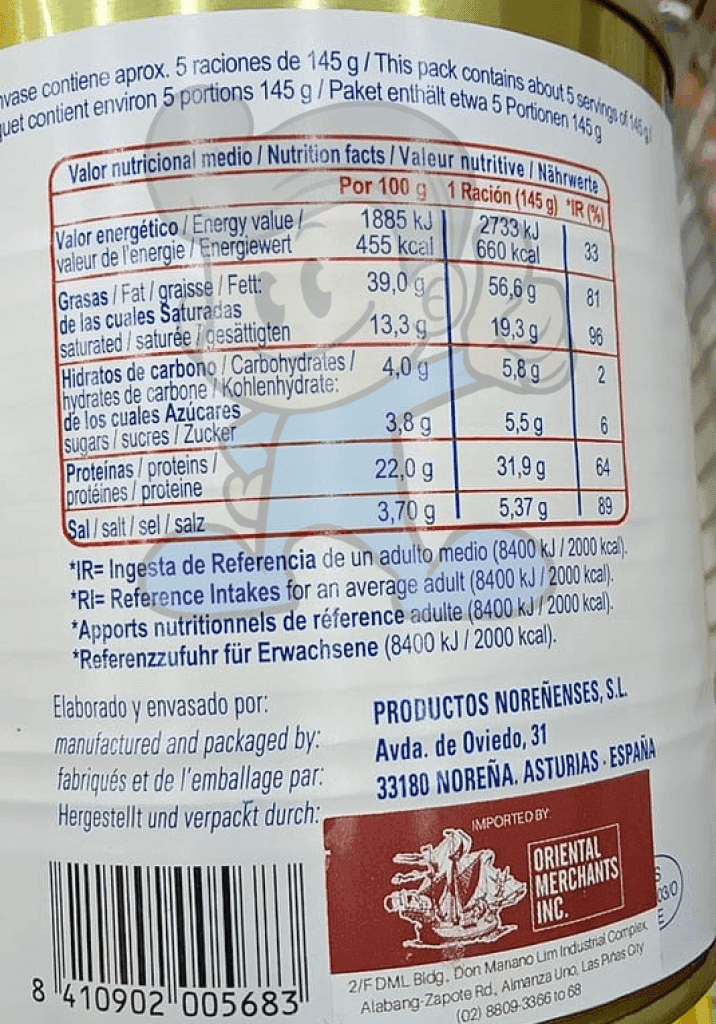 nvase contiene aprox. 5 raciones de 145 g / This pack contains about 5 servings of 145 g /
quet contient environ 5 portions 145 g / Paket enthält etwa 5 Portionen 145 g
Valor nutricional medio / Nutrition facts / Valeur nutritive / Nährwerte
Por 100 g 1 Ración (145 g) *IR (%)
Valor energético / Energy value / 1885 kJ 2733 kJ
valeur de l'energie / Energiewert 455 kcal 660 kcal 33
Grasas / Fat / graisse / Fett: 39,0 g 56,6 g 81
de las cuales Saturadas
saturated / saturée / gesättigten 13,3 g 19,3 g 96
Hidratos de carbono / Carbohydrates / 4,0 g 5,8 g 2
hydrates de carbone / Kohlenhydrate:
de los cuales Azúcares
sugars / sucres / Zucker 3,8 g 5,5 g 6
Proteínas / proteins / 22,0 g 31,9 g 64
protéines / proteine
Sal / salt / sel / salz 3,70 g 5,37 g 89
*IR= Ingesta de Referencia de un adulto medio (8400 kJ / 2000 kcal).
*RI= Reference Intakes for an average adult (8400 kJ / 2000 kcal).
*Apports nutritionnels de réference adulte (8400 kJ / 2000 kcal).
*Referenzzufuhr für Erwachsene (8400 kJ / 2000 kcal).
Elaborado y envasado por:
manufactured and packaged by:
fabriqués et de l'emballage par:
Hergestellt und verpackt durch:
PRODUCTOS NOREÑENSES, S.L.
Avda. de Oviedo, 31
33180 NOREÑA. ASTURIAS - ESPAÑA
IMPORTED BY:
ORIENTAL
MERCHANTS
INC.
2/F DML Bldg., Don Mariano Lim Industrial Complex,
Alabang-Zapote Rd., Almanza Uno, Las Piñas City
(02) 8809-3366 to 68
S
03/0
E
8 410902 005683